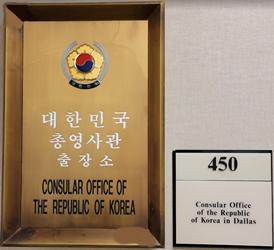 대한민국
총영사관
출장소
CONSULAR OFFICE OF
THE REPUBLIC OF KOREA
450
Consular Office
of the Republic
of Korea in Dallas